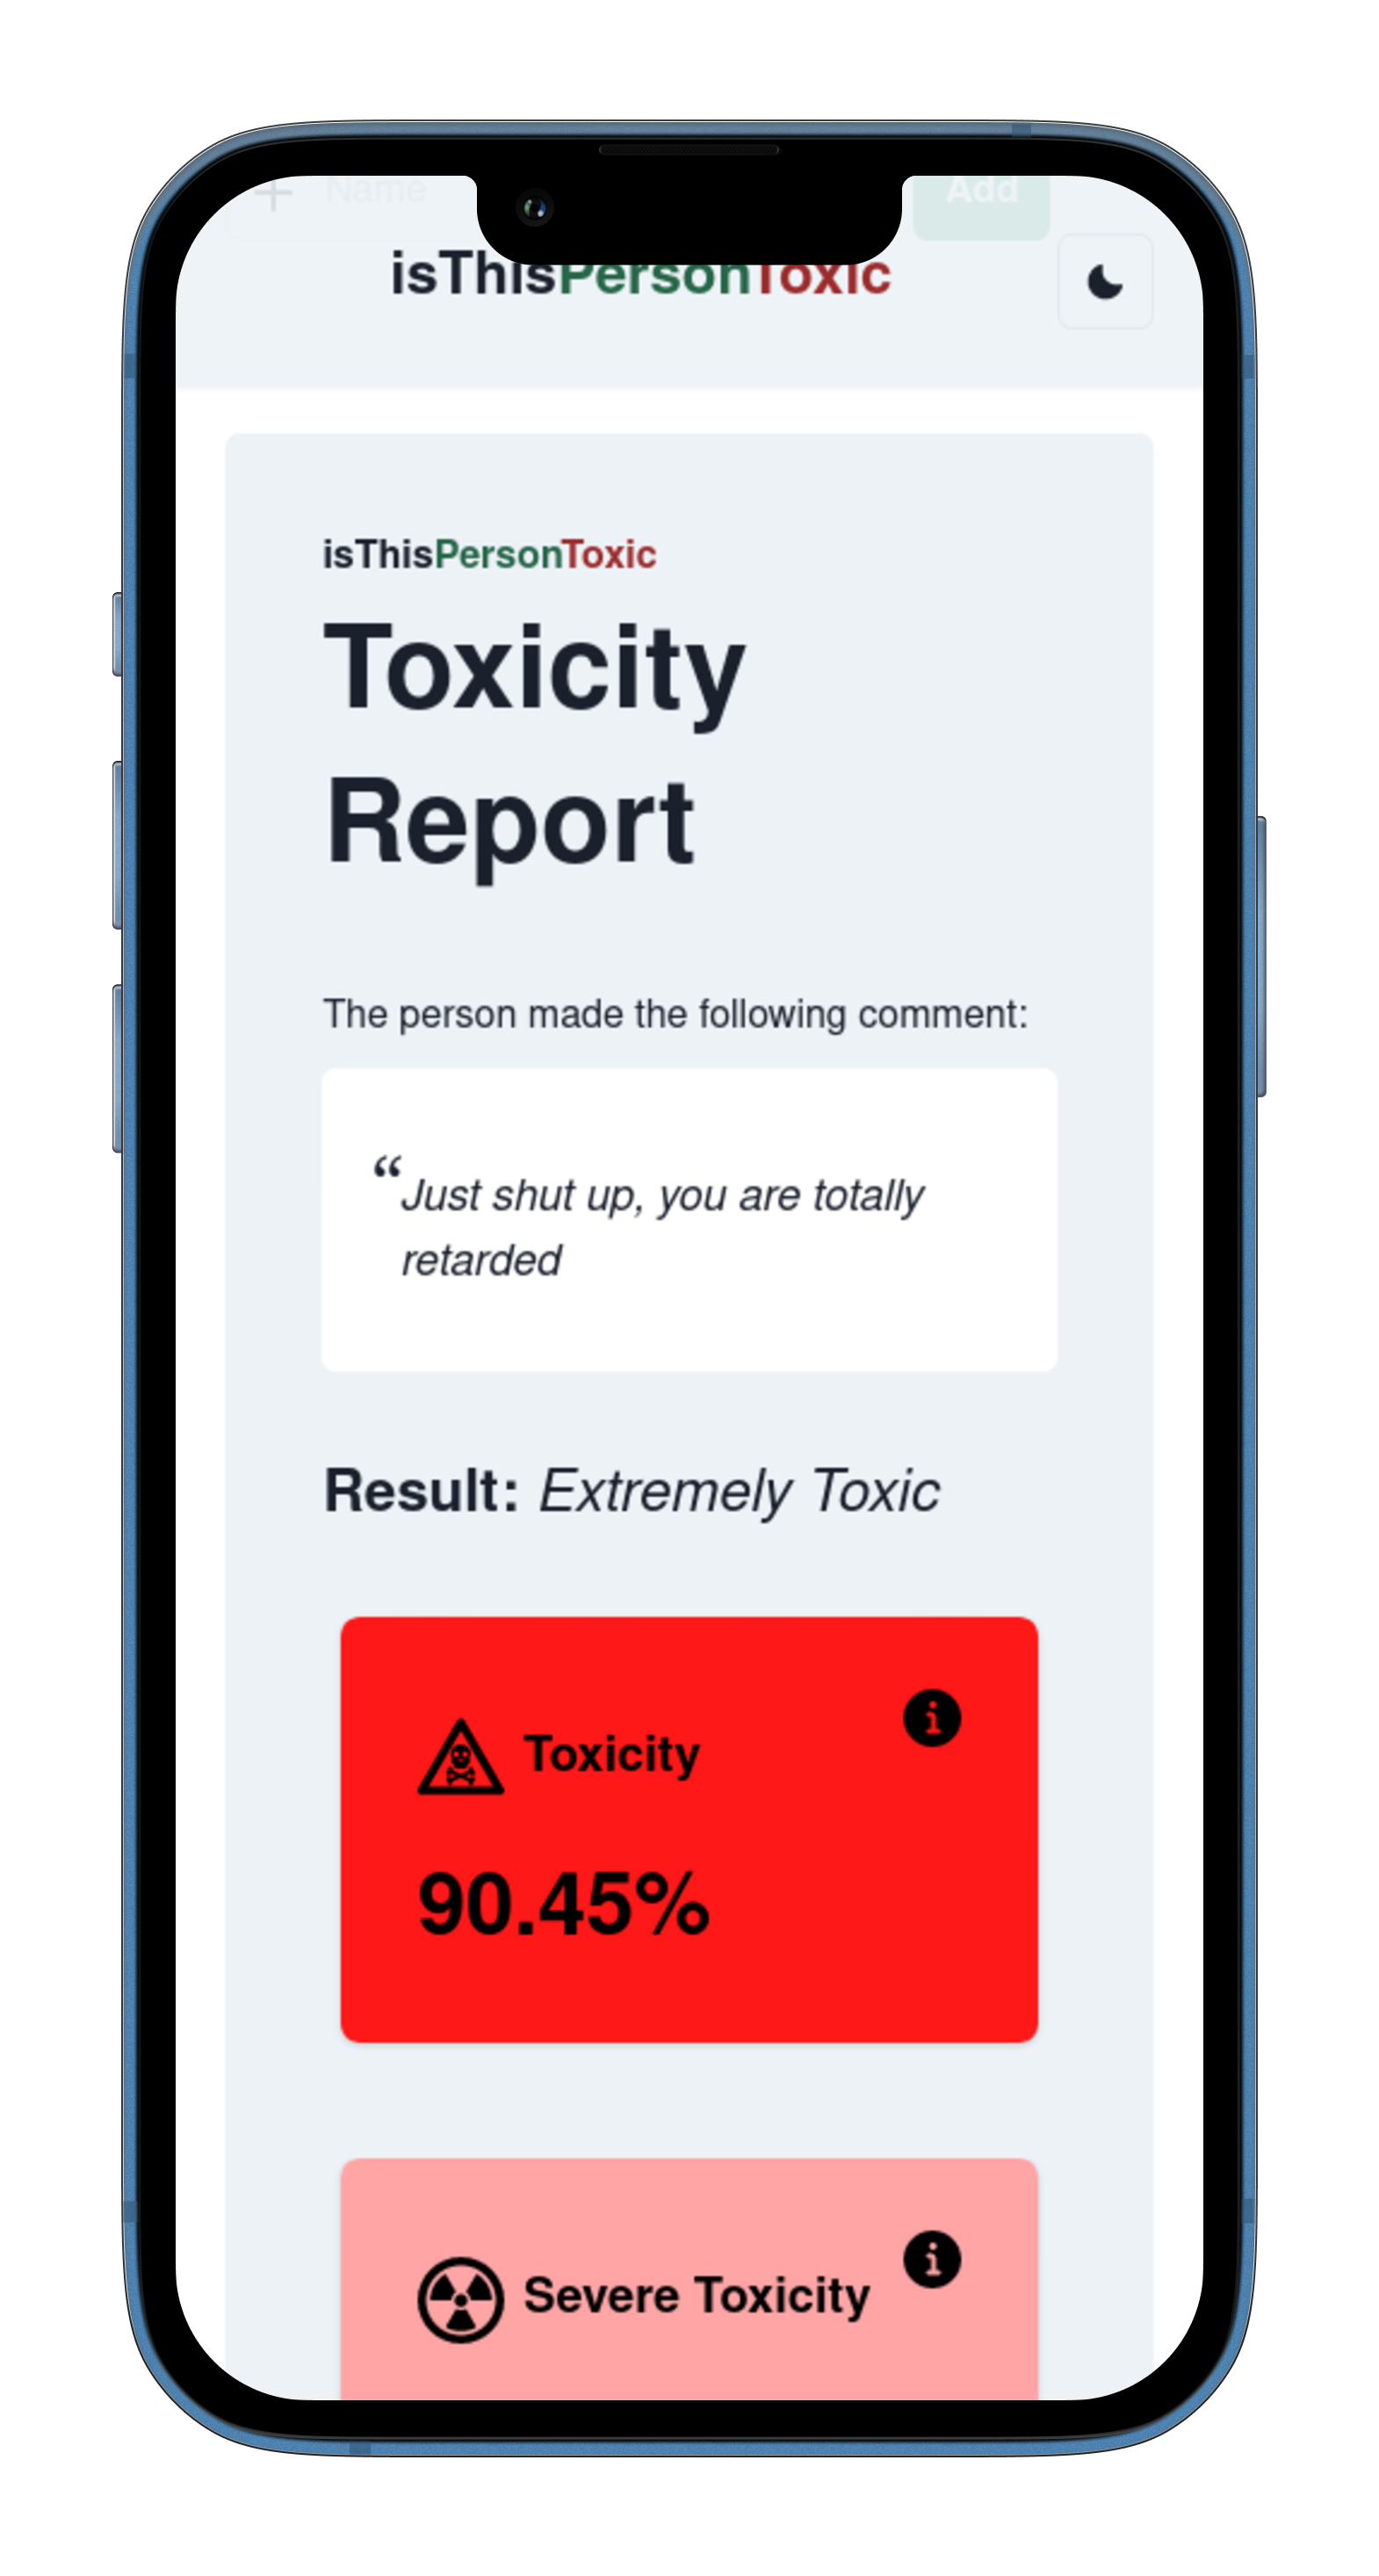 Name
Add
isThisPersonToxic
isThisPersonToxic
Toxicity
Report
The person made the following comment:
“Just shut up, you are totally
retarded
Result: Extremely Toxic
Toxicity
90.45%
Severe Toxicity